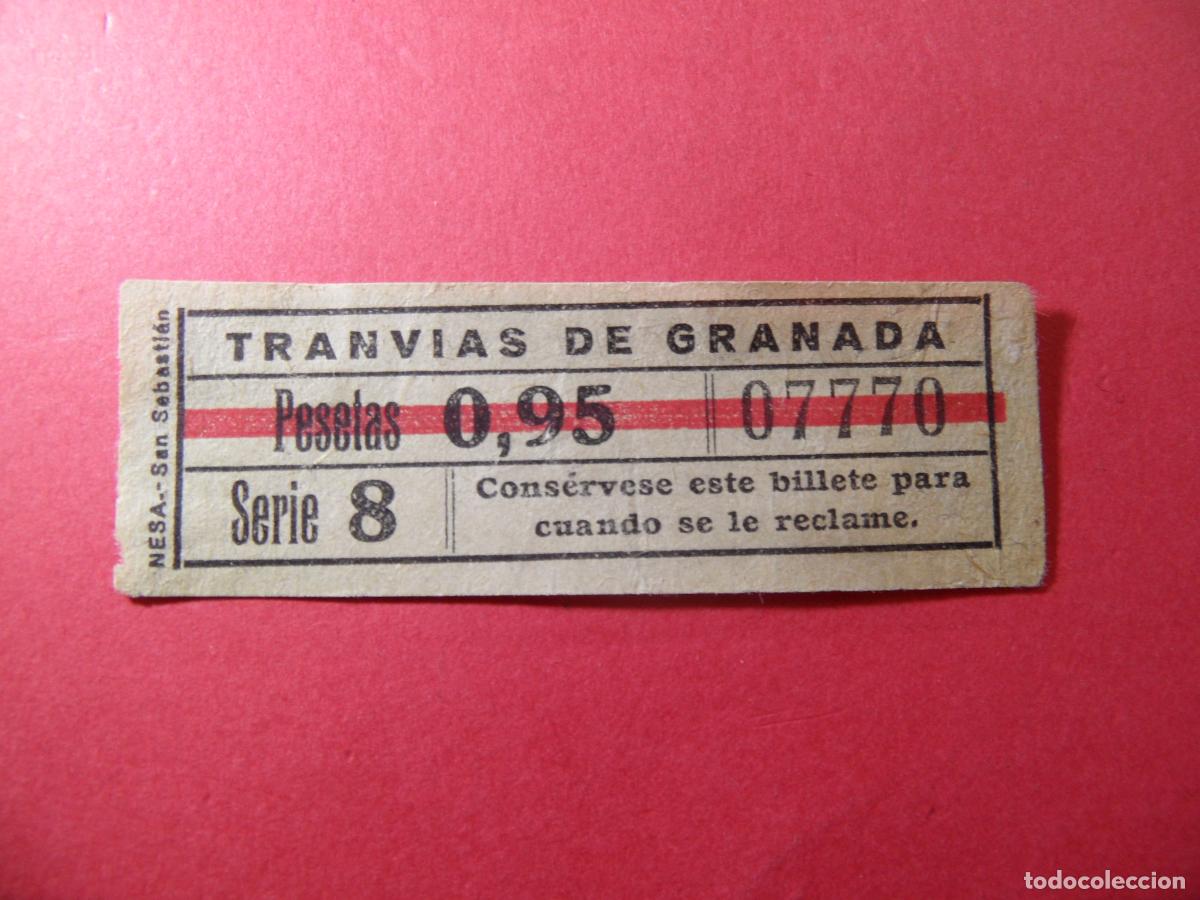 TRANVIAS DE GRANADA
Pesetas 0,95 07770
Serie 8
Consérvese este billete para
cuando se le reclame.
NESA.-San Sebastián
todocoleccion